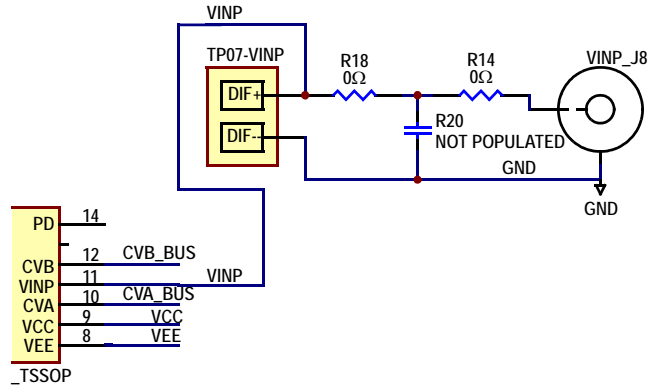 VINP
TP07-VINP
DIF+
DIF--
R18
0Ω
R14
0Ω
VINP_J8
R20
NOT POPULATED
GND
GND
PD 14
CVB 12 CVB_BUS
VINP 11 VINP
CVA 10 CVA_BUS
VCC 9 VCC
VEE 8 VEE
_TSSOP